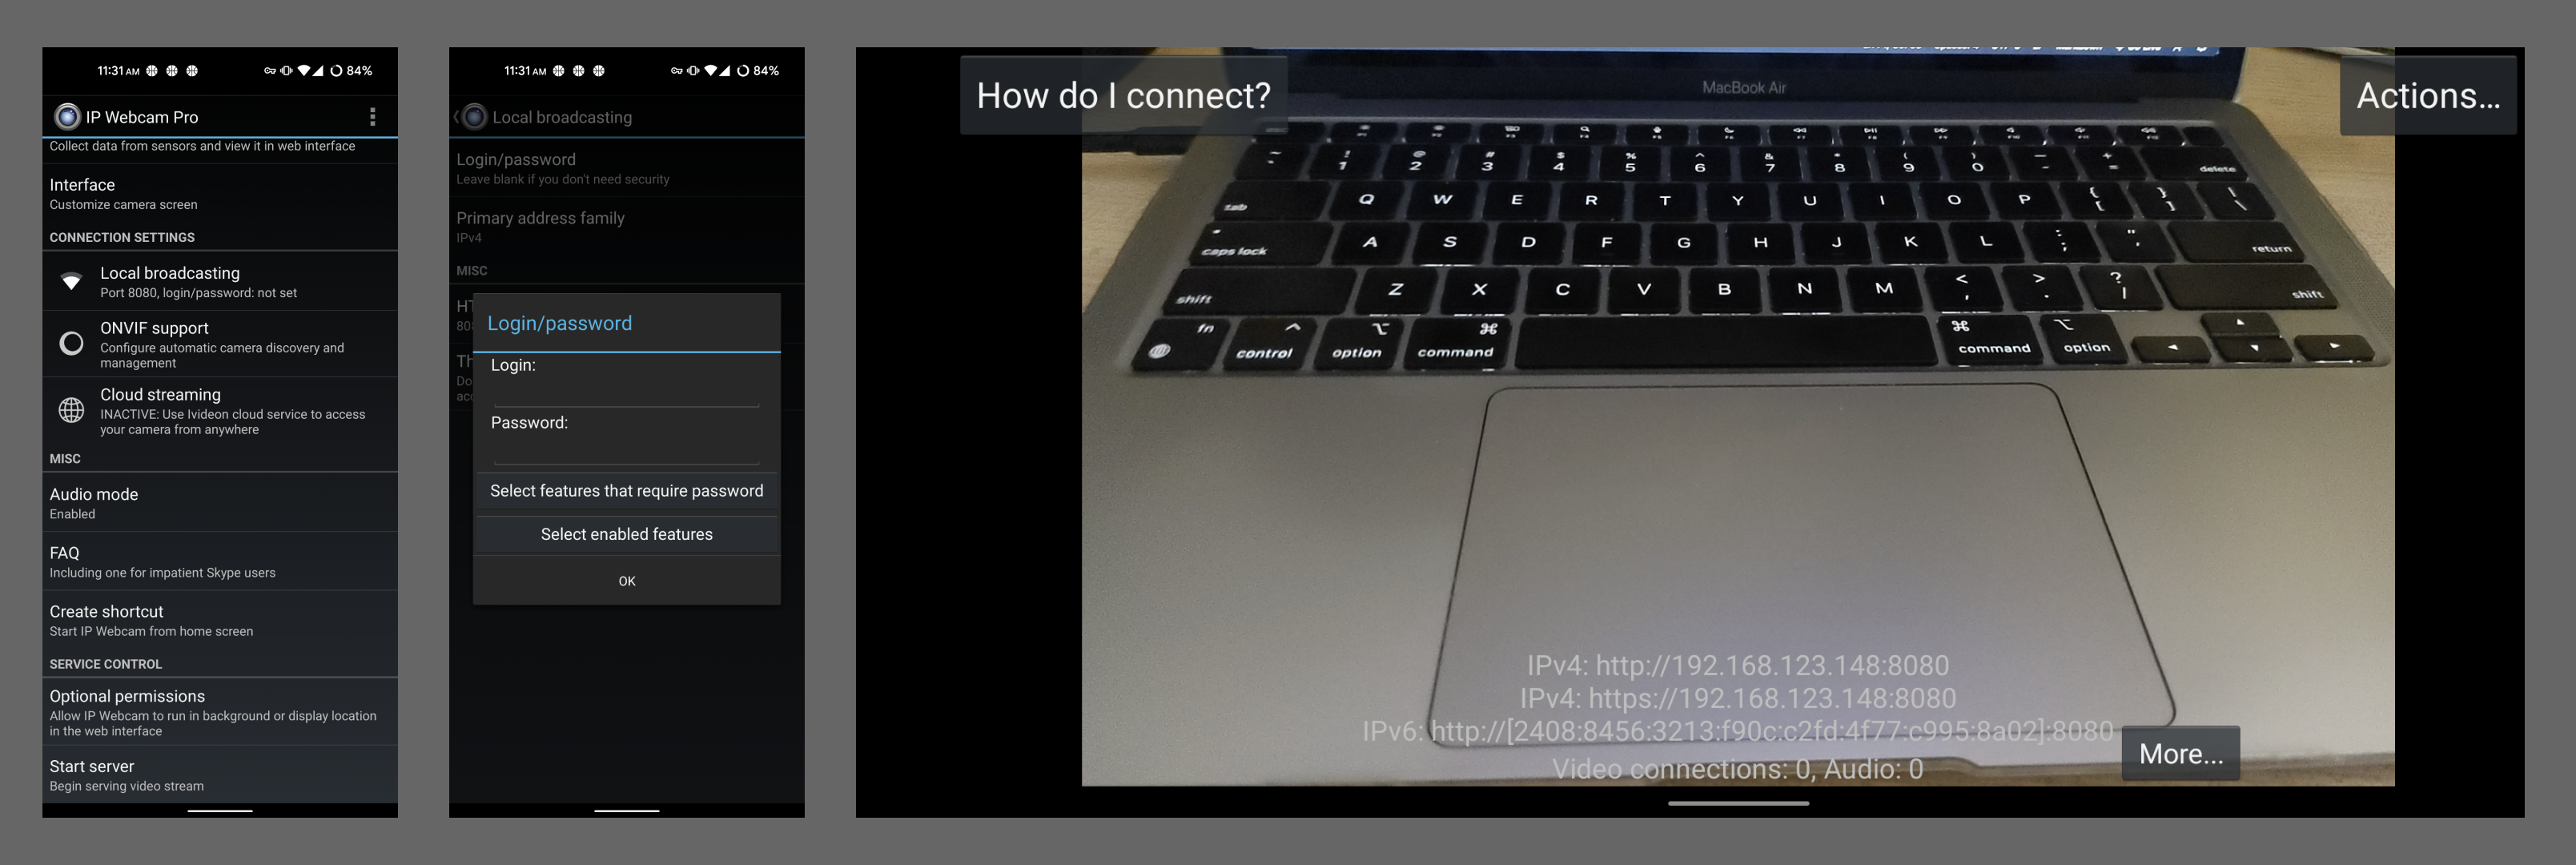 11:31 AM
84%
IP Webcam Pro
Collect data from sensors and view it in web interface
Interface
Customize camera screen
CONNECTION SETTINGS
Local broadcasting
Port 8080, login/password: not set
ONVIF support
Configure automatic camera discovery and
management
Cloud streaming
INACTIVE: Use Ivideon cloud service to access
your camera from anywhere
MISC
Audio mode
Enabled
FAQ
Including one for impatient Skype users
Create shortcut
Start IP Webcam from home screen
SERVICE CONTROL
Optional permissions
Allow IP Webcam to run in background or display location
in the web interface
Start server
Begin serving video stream
11:31 AM
84%
Local broadcasting
Login/password
Leave blank if you don't need security
Primary address family
IPv4
MISC
Login/password
Login:
Password:
Select features that require password
Select enabled features
OK
How do I connect?
Actions...
MacBook Air
~ ! 1 @ 2 # 3 $ 4 % 5 ^ 6 & 7 * 8 ( 9 ) 0 — - + = delete
tab Q W E R T Y U I O P { [ } ] | \
caps lock A S D F G H J K L : ; " ' return
shift Z X C V B N M < , > . ? / shift
fn control option ⌘ command ⌘ command option
IPv4: http://192.168.123.148:8080
IPv4: https://192.168.123.148:8080
IPv6: http://[2408:8456:3213:f90c:c2fd:4f77:c995:8a02]:8080
Video connections: 0, Audio: 0
More...